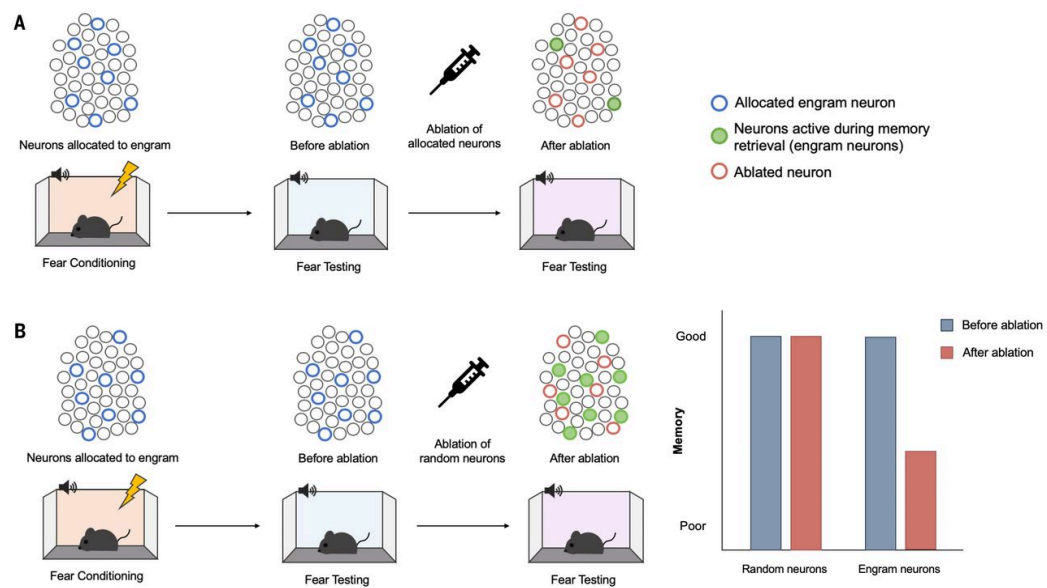 A
Neurons allocated to engram
Before ablation
Ablation of
allocated neurons
After ablation
Allocated engram neuron
Neurons active during memory
retrieval (engram neurons)
Ablated neuron
Fear Conditioning
Fear Testing
Fear Testing
B
Neurons allocated to engram
Before ablation
Ablation of
random neurons
After ablation
Fear Conditioning
Fear Testing
Fear Testing
Memory
Good
Poor
Random neurons
Engram neurons
Before ablation
After ablation